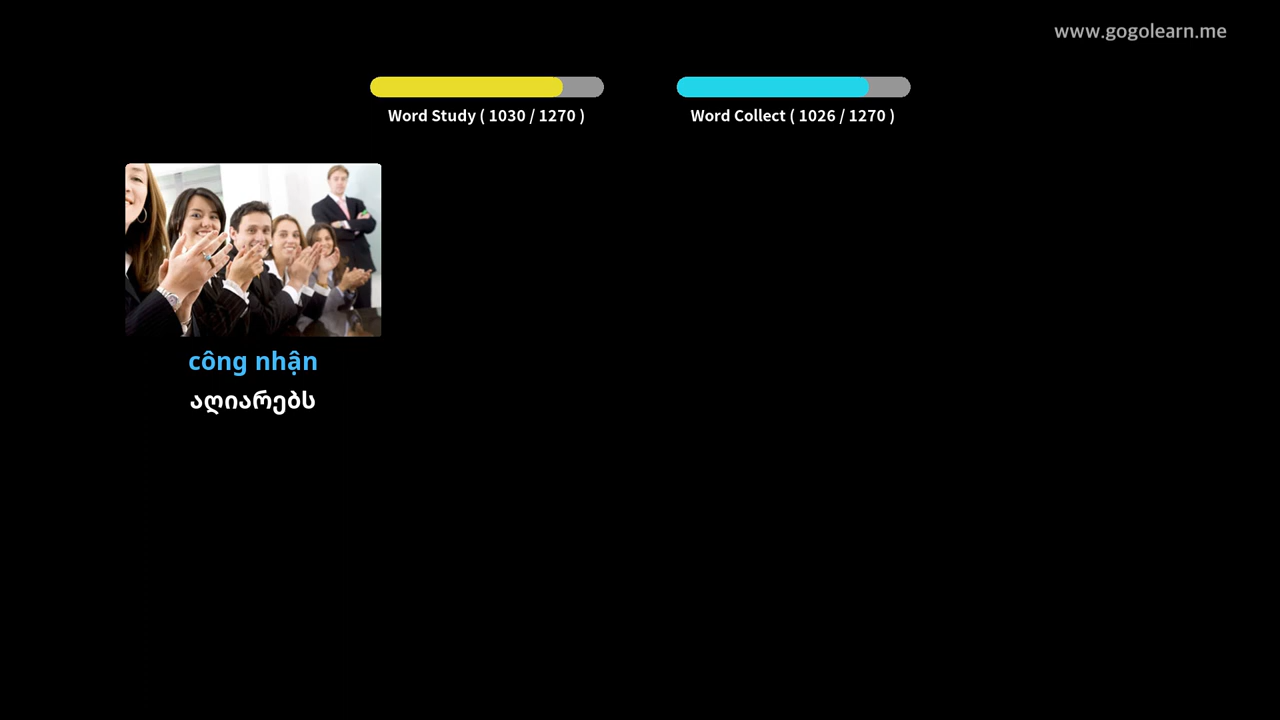 www.gogolearn.me
Word Study ( 1030 / 1270 )
Word Collect ( 1026 / 1270 )
công nhận
აღიარებს